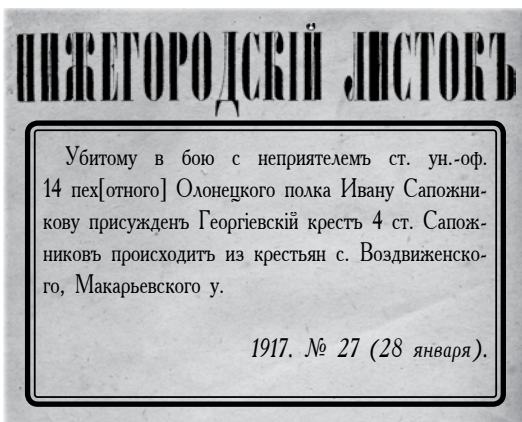 НИЖЕГОРОДСКІЙ ЛИСТОКЪ
Убитому в бою с неприятелемъ ст. ун.-оф.
14 пех[отного] Олонецкого полка Ивану Сапожни-
кову присужденъ Георгіевскій крестъ 4 ст. Сапож-
никовъ происходитъ из крестьян с. Воздвиженско-
го, Макарьевского у.
1917. № 27 (28 января).